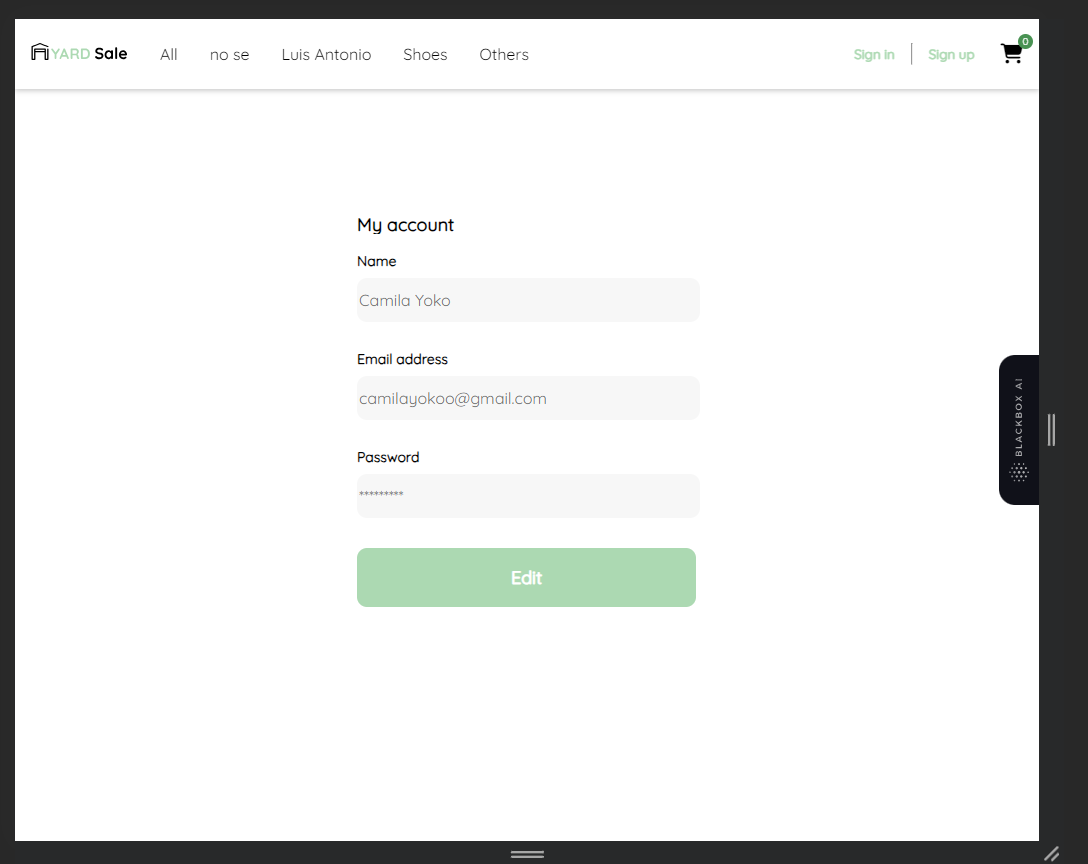 YARD Sale All no se Luis Antonio Shoes Others Sign in Sign up 0
My account
Name
Camila Yoko
Email address
camilayokoo@gmail.com
Password
*********
Edit
BLACKBOX AI